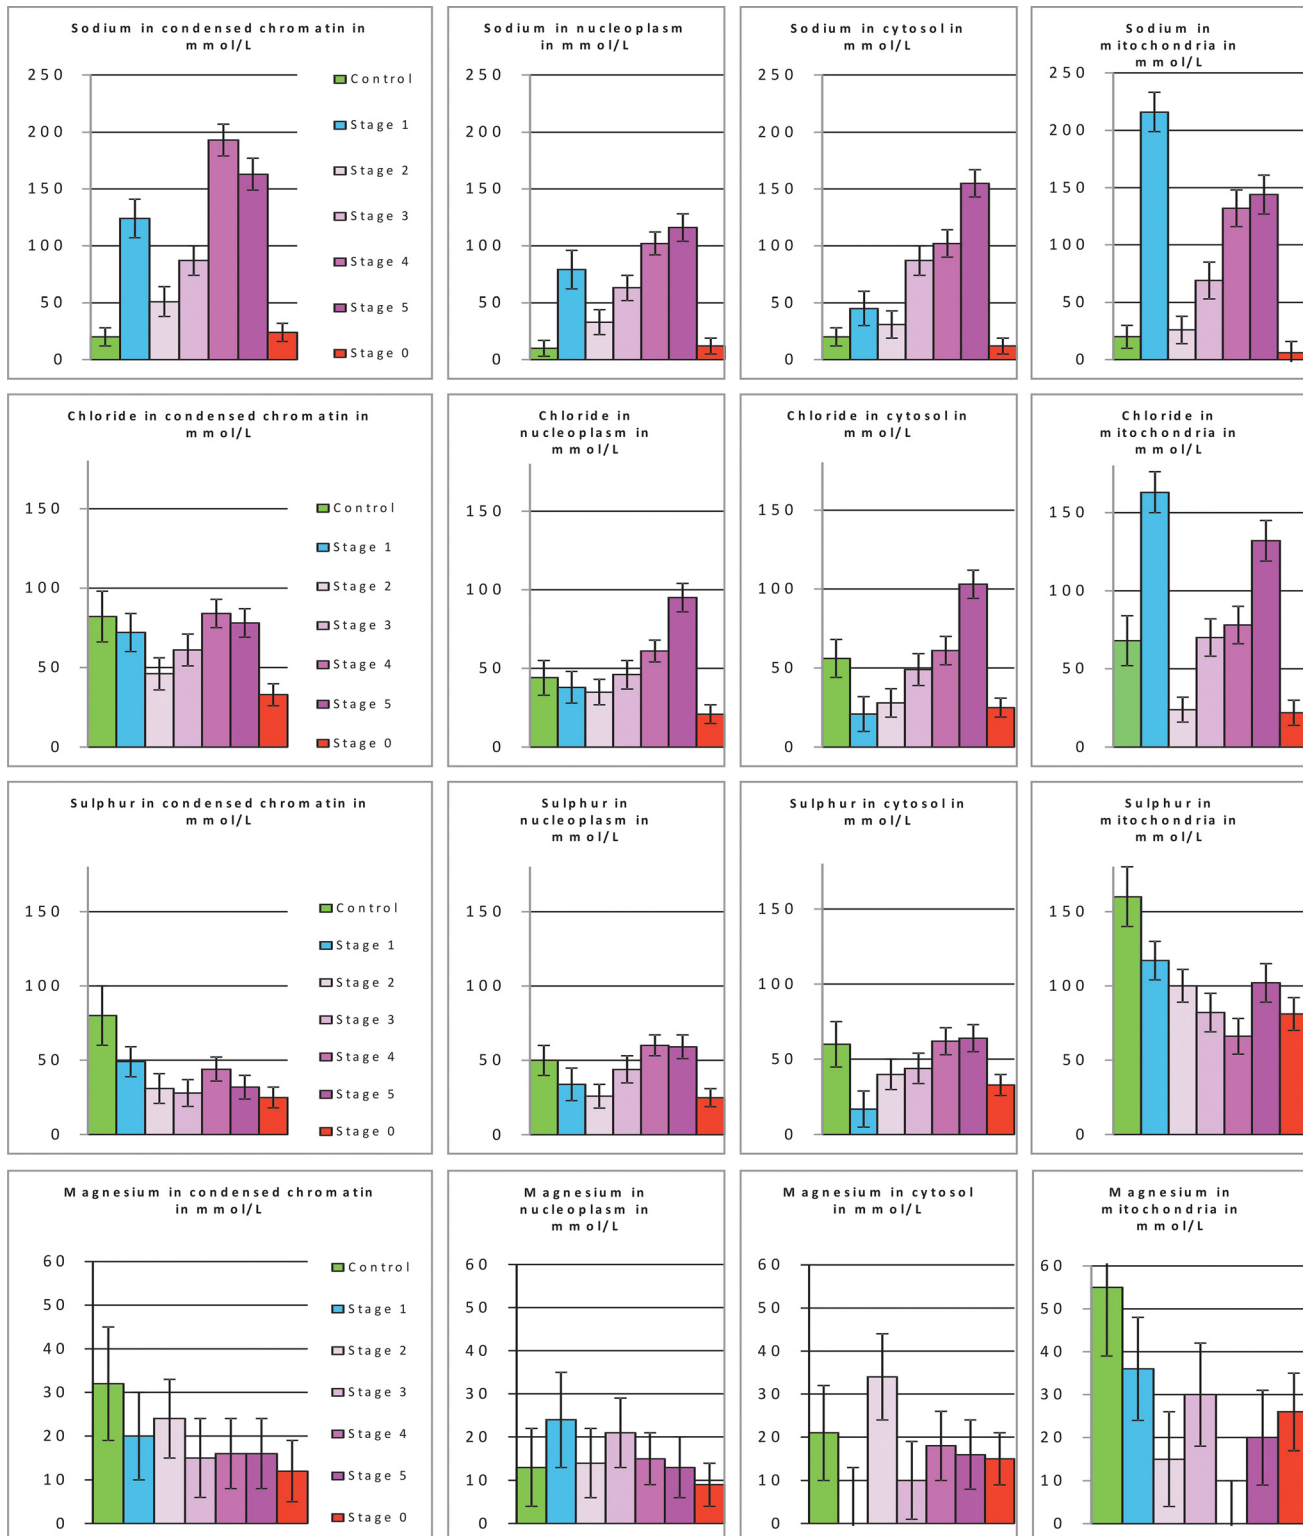 Sodium in condensed chromatin in
mmol/L
250
200
150
100
50
0
Control
Stage 1
Stage 2
Stage 3
Stage 4
Stage 5
Stage 0
Sodium in nucleoplasm
in mmol/L
250
200
150
100
50
0
Sodium in cytosol in
mmol/L
250
200
150
100
50
0
Sodium in
mitochondria in
mmol/L
250
200
150
100
50
0
Chloride in condensed chromatin in
mmol/L
150
100
50
0
Control
Stage 1
Stage 2
Stage 3
Stage 4
Stage 5
Stage 0
Chloride in
nucleoplasm in
mmol/L
150
100
50
0
Chloride in cytosol in
mmol/L
150
100
50
0
Chloride in
mitochondria in
mmol/L
150
100
50
0
Sulphur in condensed chromatin in
mmol/L
150
100
50
0
Control
Stage 1
Stage 2
Stage 3
Stage 4
Stage 5
Stage 0
Sulphur in
nucleoplasm in
mmol/L
150
100
50
0
Sulphur in cytosol in
mmol/L
150
100
50
0
Sulphur in
mitochondria in
mmol/L
150
100
50
0
Magnesium in condensed chromatin
in mmol/L
60
50
40
30
20
10
0
Control
Stage 1
Stage 2
Stage 3
Stage 4
Stage 5
Stage 0
Magnesium in
nucleoplasm in
mmol/L
60
50
40
30
20
10
0
Magnesium in cytosol
in mmol/L
60
50
40
30
20
10
0
Magnesium in
mitochondria in
mmol/L
60
50
40
30
20
10
0